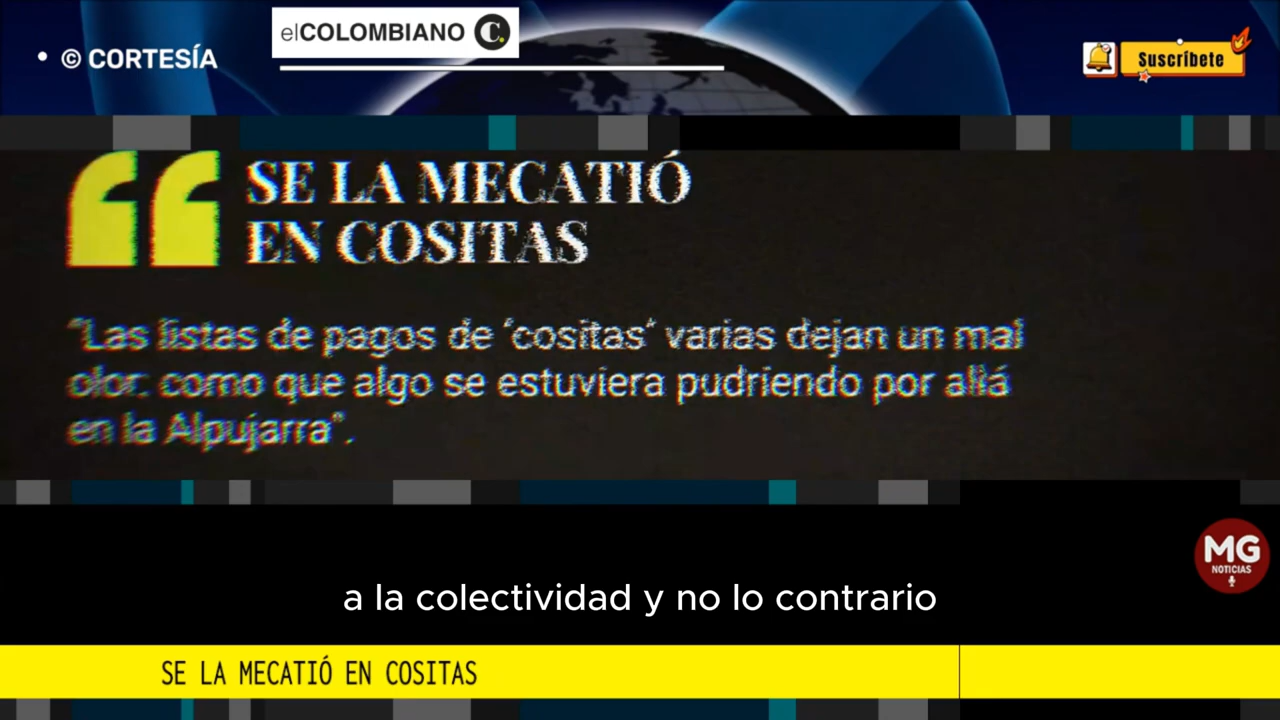 elCOLOMBIANO C.
• © CORTESÍA
Suscríbete
“ SE LA MECATIÓ
EN COSITAS
"Las listas de pagos de 'cositas' varias dejan un mal
olor: como que algo se estuviera pudriendo por allá
en la Alpujarra".
MG
NOTICIAS
a la colectividad y no lo contrario
SE LA MECATIÓ EN COSITAS